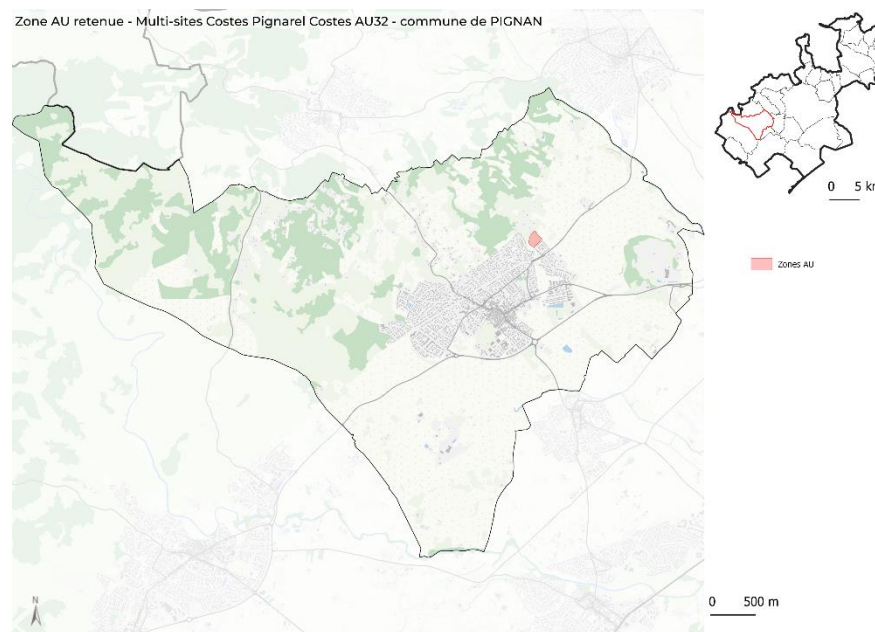 Zone AU retenue - Multi-sites Costes Pignarel Costes AU32 - commune de PIGNAN
0 5 km
Zones AU
N
0 500 m